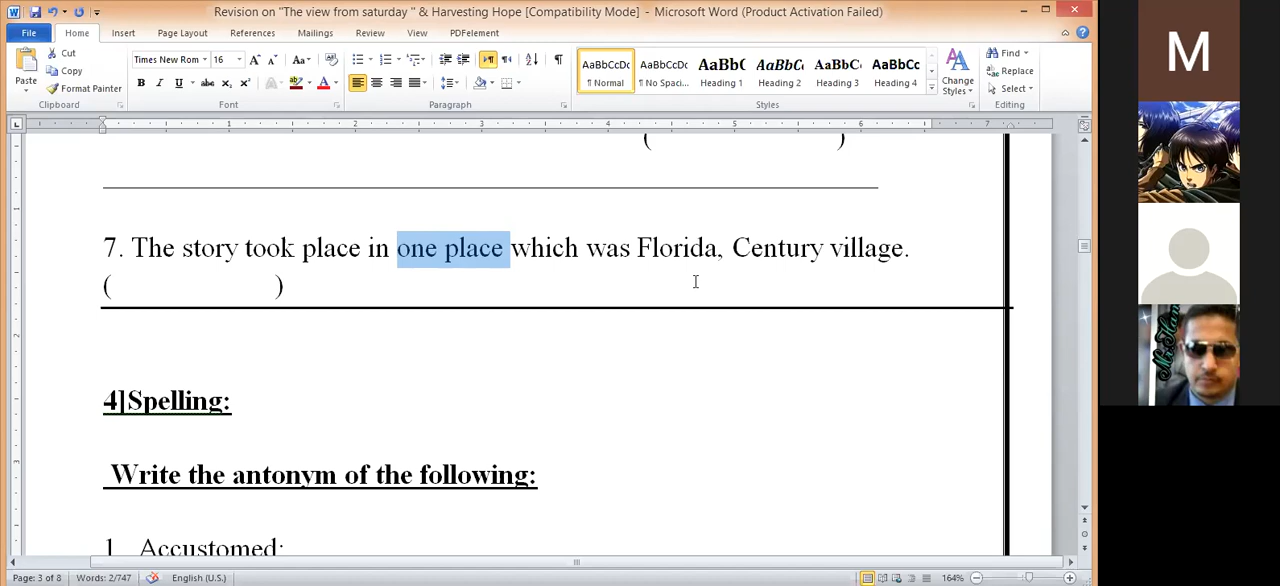 Revision on "The view from saturday " & Harvesting Hope [Compatibility Mode] - Microsoft Word (Product Activation Failed)
File Home Insert Page Layout References Mailings Review View PDFelement
Cut
Copy
Format Painter
Paste
Clipboard
Times New Rom 16
Font
Paragraph
AaBbCcDc AaBbCcDc AaBbC AaBbCc AaBbC AaBbCc
¶ Normal ¶ No Spaci... Heading 1 Heading 2 Heading 3 Heading 4
Change Styles
Styles
Find
Replace
Select
Editing
M
( )
7. The story took place in one place which was Florida, Century village.
( )
4]Spelling:
Write the antonym of the following:
1 Accustomed:
Page: 3 of 8 Words: 2/747 English (U.S.) 164%